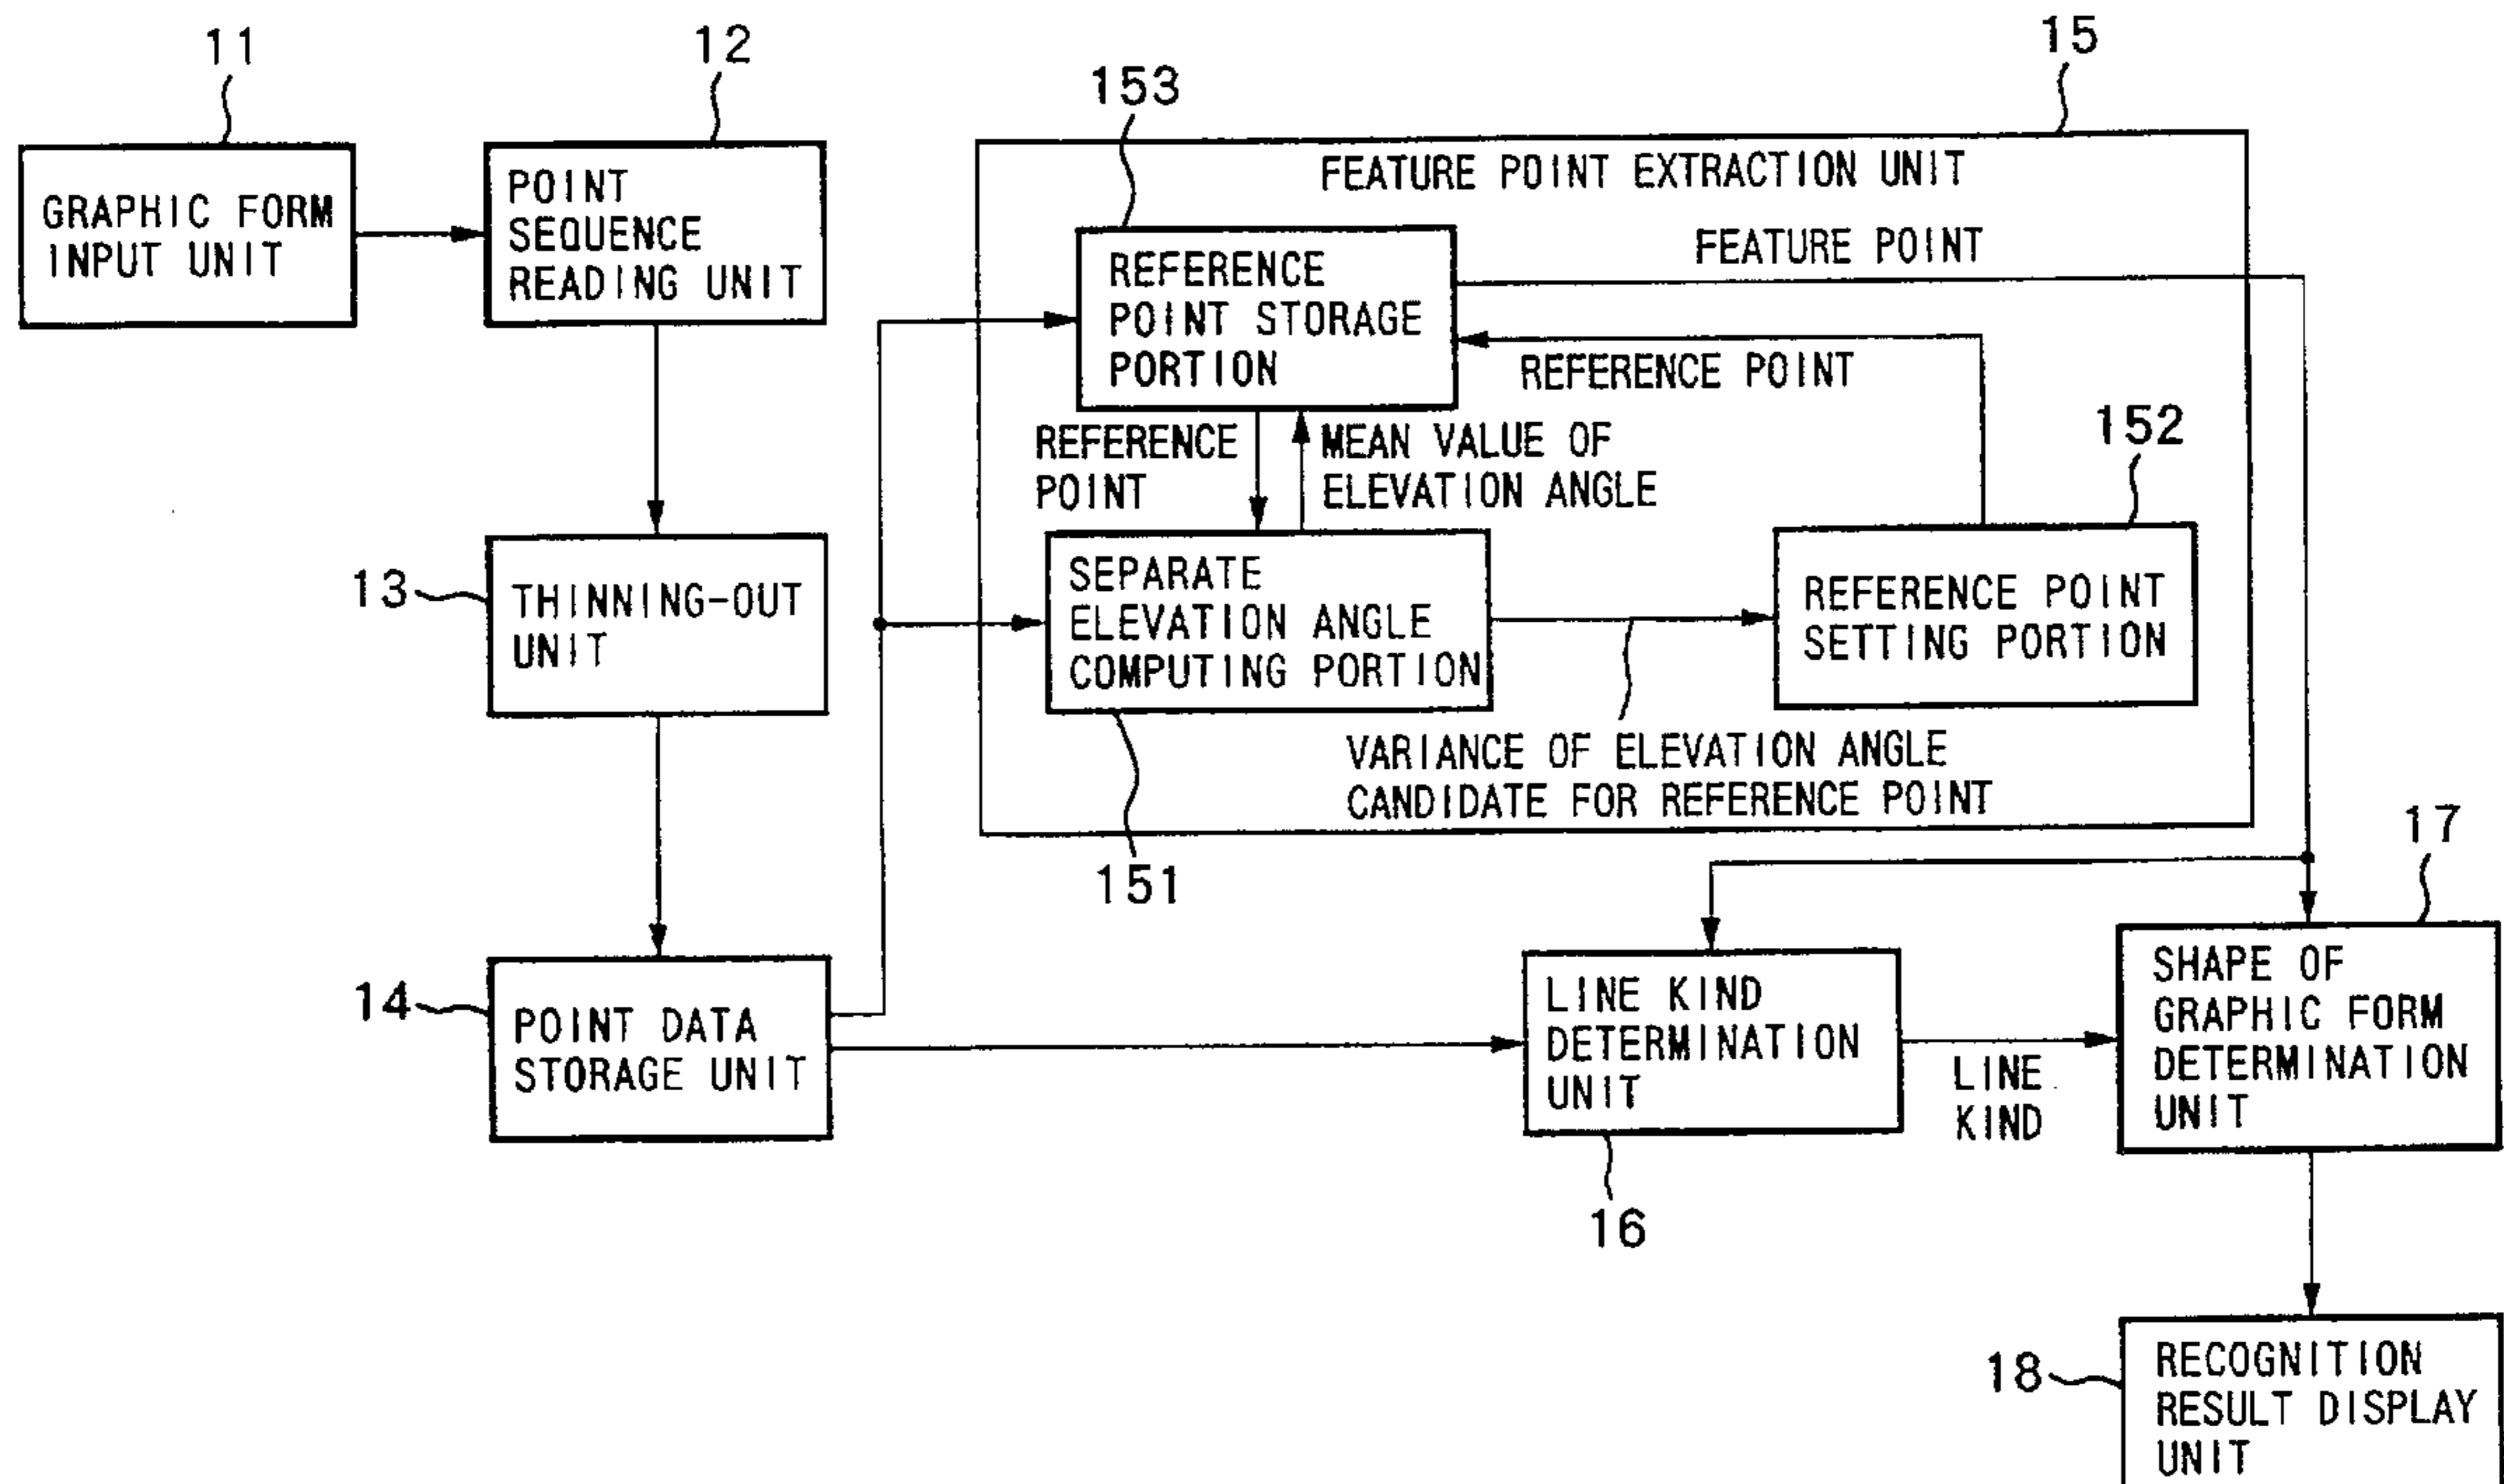 11
GRAPHIC FORM
INPUT UNIT
12
POINT
SEQUENCE
READING UNIT
13
THINNING-OUT
UNIT
14
POINT DATA
STORAGE UNIT
15
FEATURE POINT EXTRACTION UNIT
153
REFERENCE
POINT STORAGE
PORTION
FEATURE POINT
REFERENCE POINT
REFERENCE
POINT
MEAN VALUE OF
ELEVATION ANGLE
152
REFERENCE POINT
SETTING PORTION
SEPARATE
ELEVATION ANGLE
COMPUTING PORTION
151
VARIANCE OF ELEVATION ANGLE
CANDIDATE FOR REFERENCE POINT
LINE KIND
DETERMINATION
UNIT
16
LINE
KIND
17
SHAPE OF
GRAPHIC FORM
DETERMINATION
UNIT
18
RECOGNITION
RESULT DISPLAY
UNIT